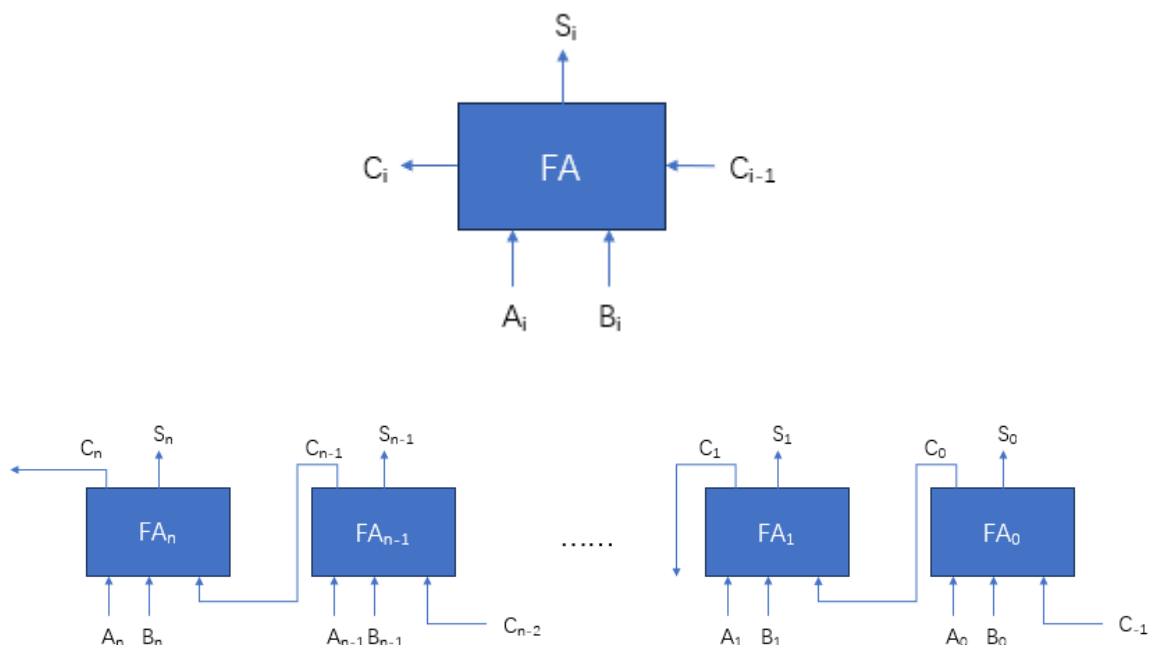 Sᵢ
Cᵢ FA Cᵢ₋₁
Aᵢ Bᵢ
Cₙ Sₙ Cₙ₋₁ Sₙ₋₁ C₁ S₁ C₀ S₀
FAₙ FAₙ₋₁ …… FA₁ FA₀
Aₙ Bₙ Aₙ₋₁ Bₙ₋₁ Cₙ₋₂ A₁ B₁ A₀ B₀ C₋₁